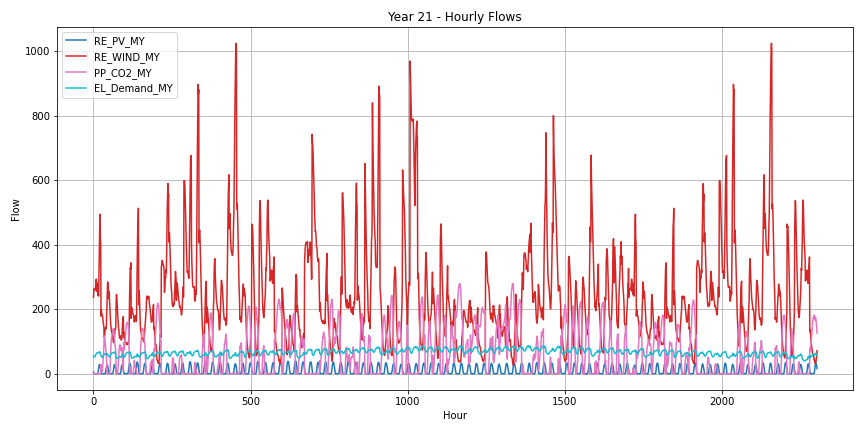 Year 21 - Hourly Flows
RE_PV_MY
RE_WIND_MY
PP_CO2_MY
EL_Demand_MY
Flow
1000
800
600
400
200
0
0
500
1000
1500
2000
Hour